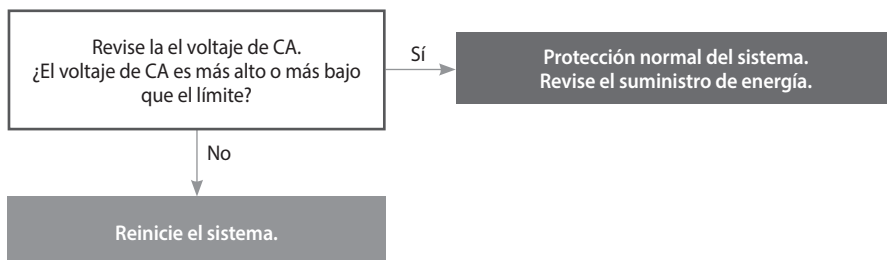 Revise la el voltaje de CA.
¿El voltaje de CA es más alto o más bajo
que el límite?
Sí
Protección normal del sistema.
Revise el suministro de energía.
No
Reinicie el sistema.